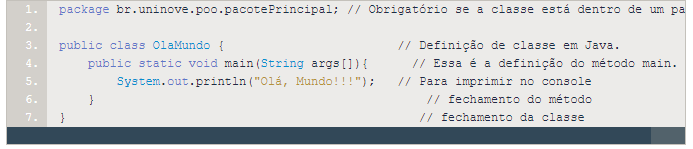 1. package br.uninove.poo.pacotePrincipal; // Obrigatório se a classe está dentro de um pa
2.
3. public class OlaMundo { // Definição de classe em Java.
4. public static void main(String args[]){ // Essa é a definição do método main.
5. System.out.println("Olá, Mundo!!!"); // Para imprimir no console
6. } // fechamento do método
7. } // fechamento da classe